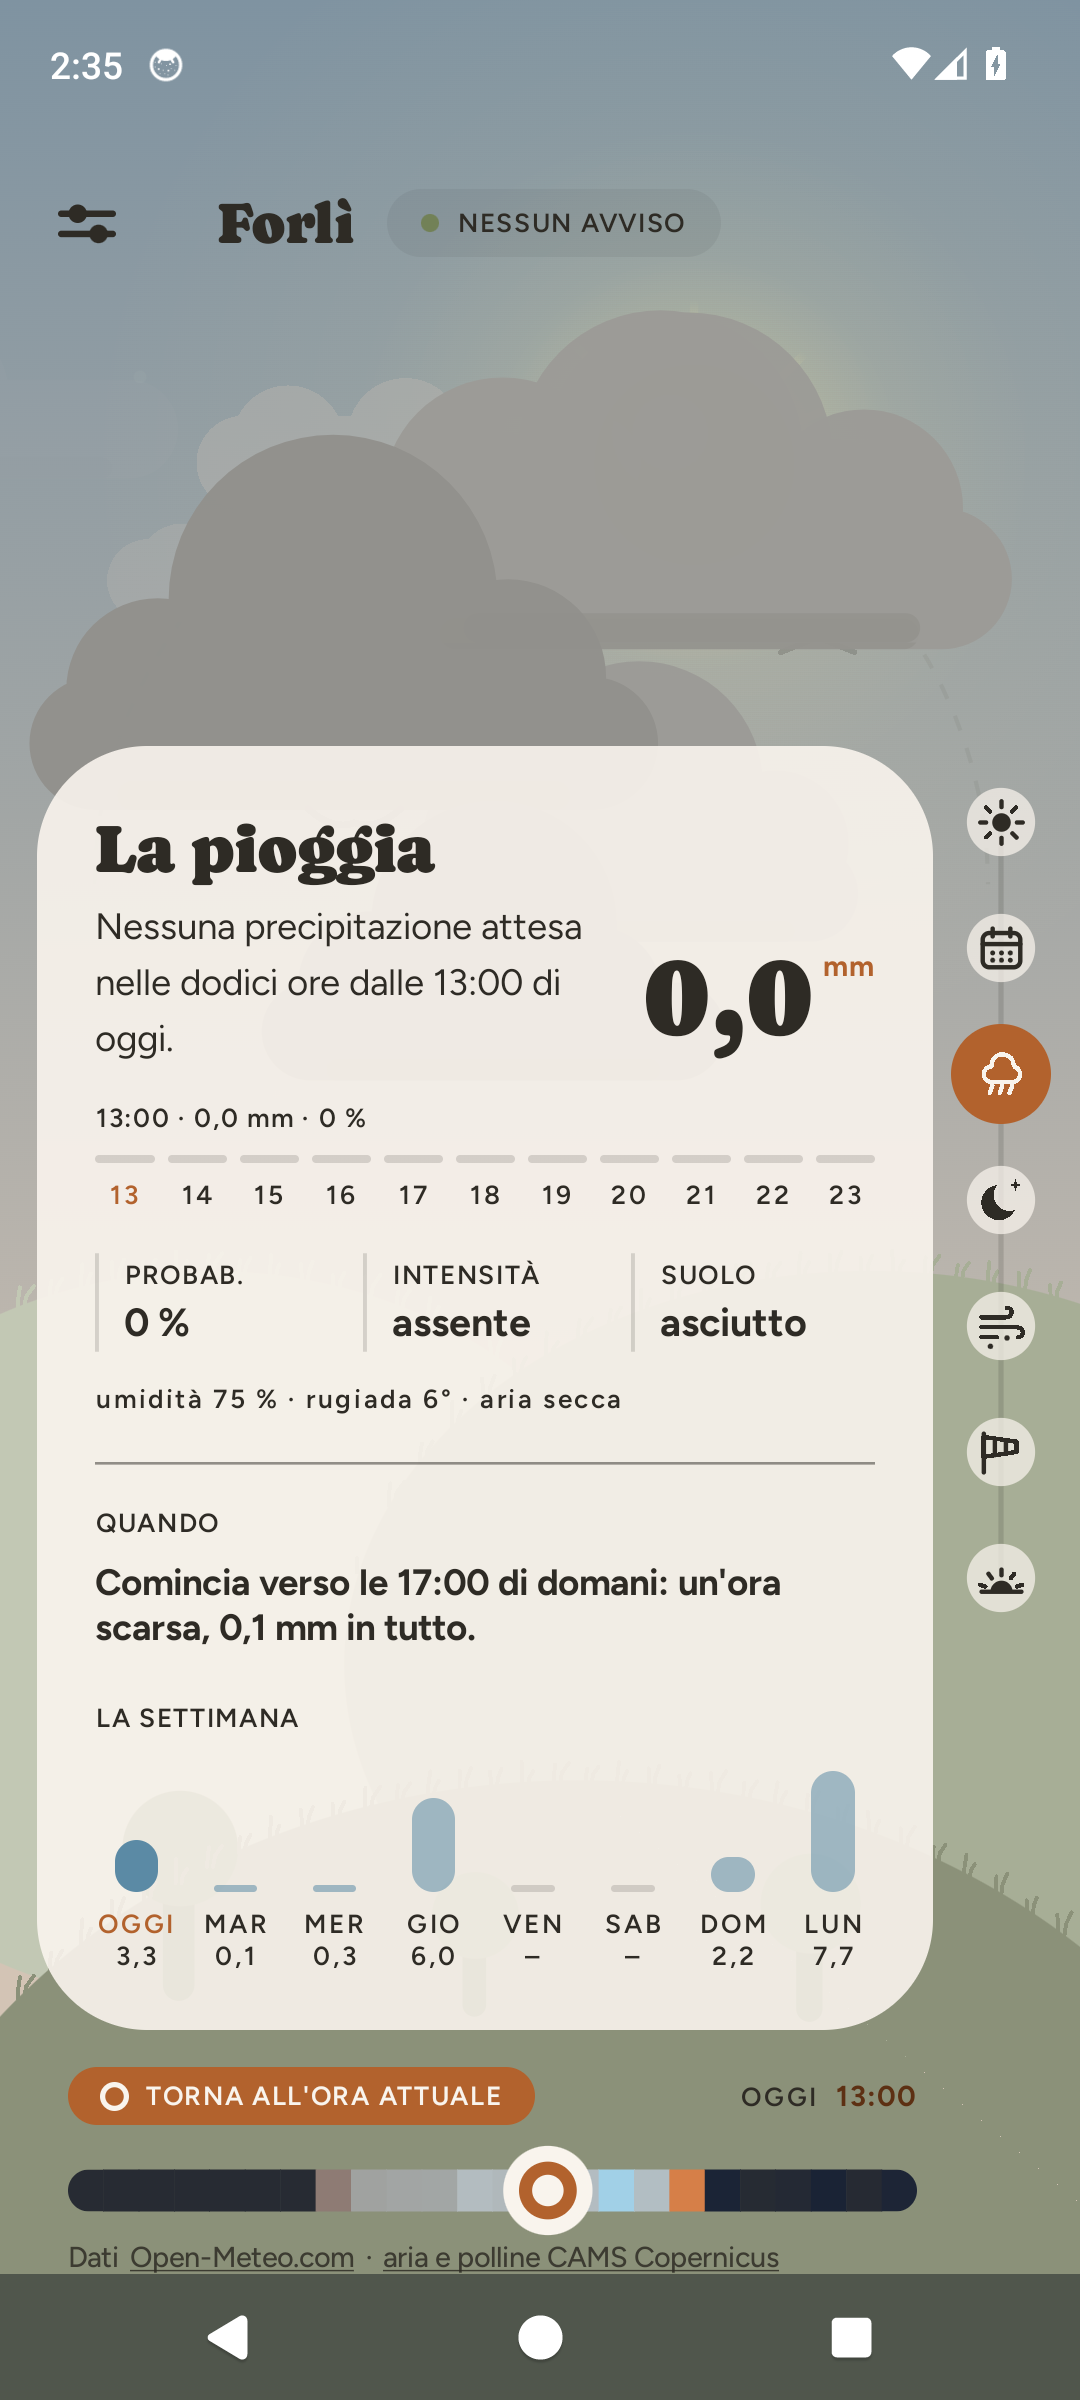 2:35
Forlì
NESSUN AVVISO
La pioggia
Nessuna precipitazione attesa
nelle dodici ore dalle 13:00 di
oggi.
0,0 mm
13:00 · 0,0 mm · 0 %
13 14 15 16 17 18 19 20 21 22 23
PROBAB. INTENSITÀ SUOLO
0 % assente asciutto
umidità 75 % · rugiada 6° · aria secca
QUANDO
Comincia verso le 17:00 di domani: un'ora
scarsa, 0,1 mm in tutto.
LA SETTIMANA
OGGI MAR MER GIO VEN SAB DOM LUN
3,3 0,1 0,3 6,0 – – 2,2 7,7
TORNA ALL'ORA ATTUALE
OGGI 13:00
Dati Open-Meteo.com · aria e polline CAMS Copernicus